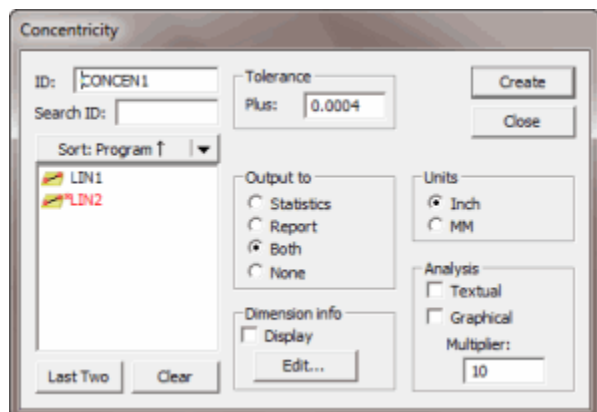 Concentricity
ID: CONCEN1
Search ID:
Sort: Program↑
LIN1
*LIN2
Last Two
Clear
Tolerance
Plus: 0.0004
Output to
Statistics
Report
Both
None
Dimension info
Display
Edit...
Create
Close
Units
Inch
MM
Analysis
Textual
Graphical
Multiplier:
10